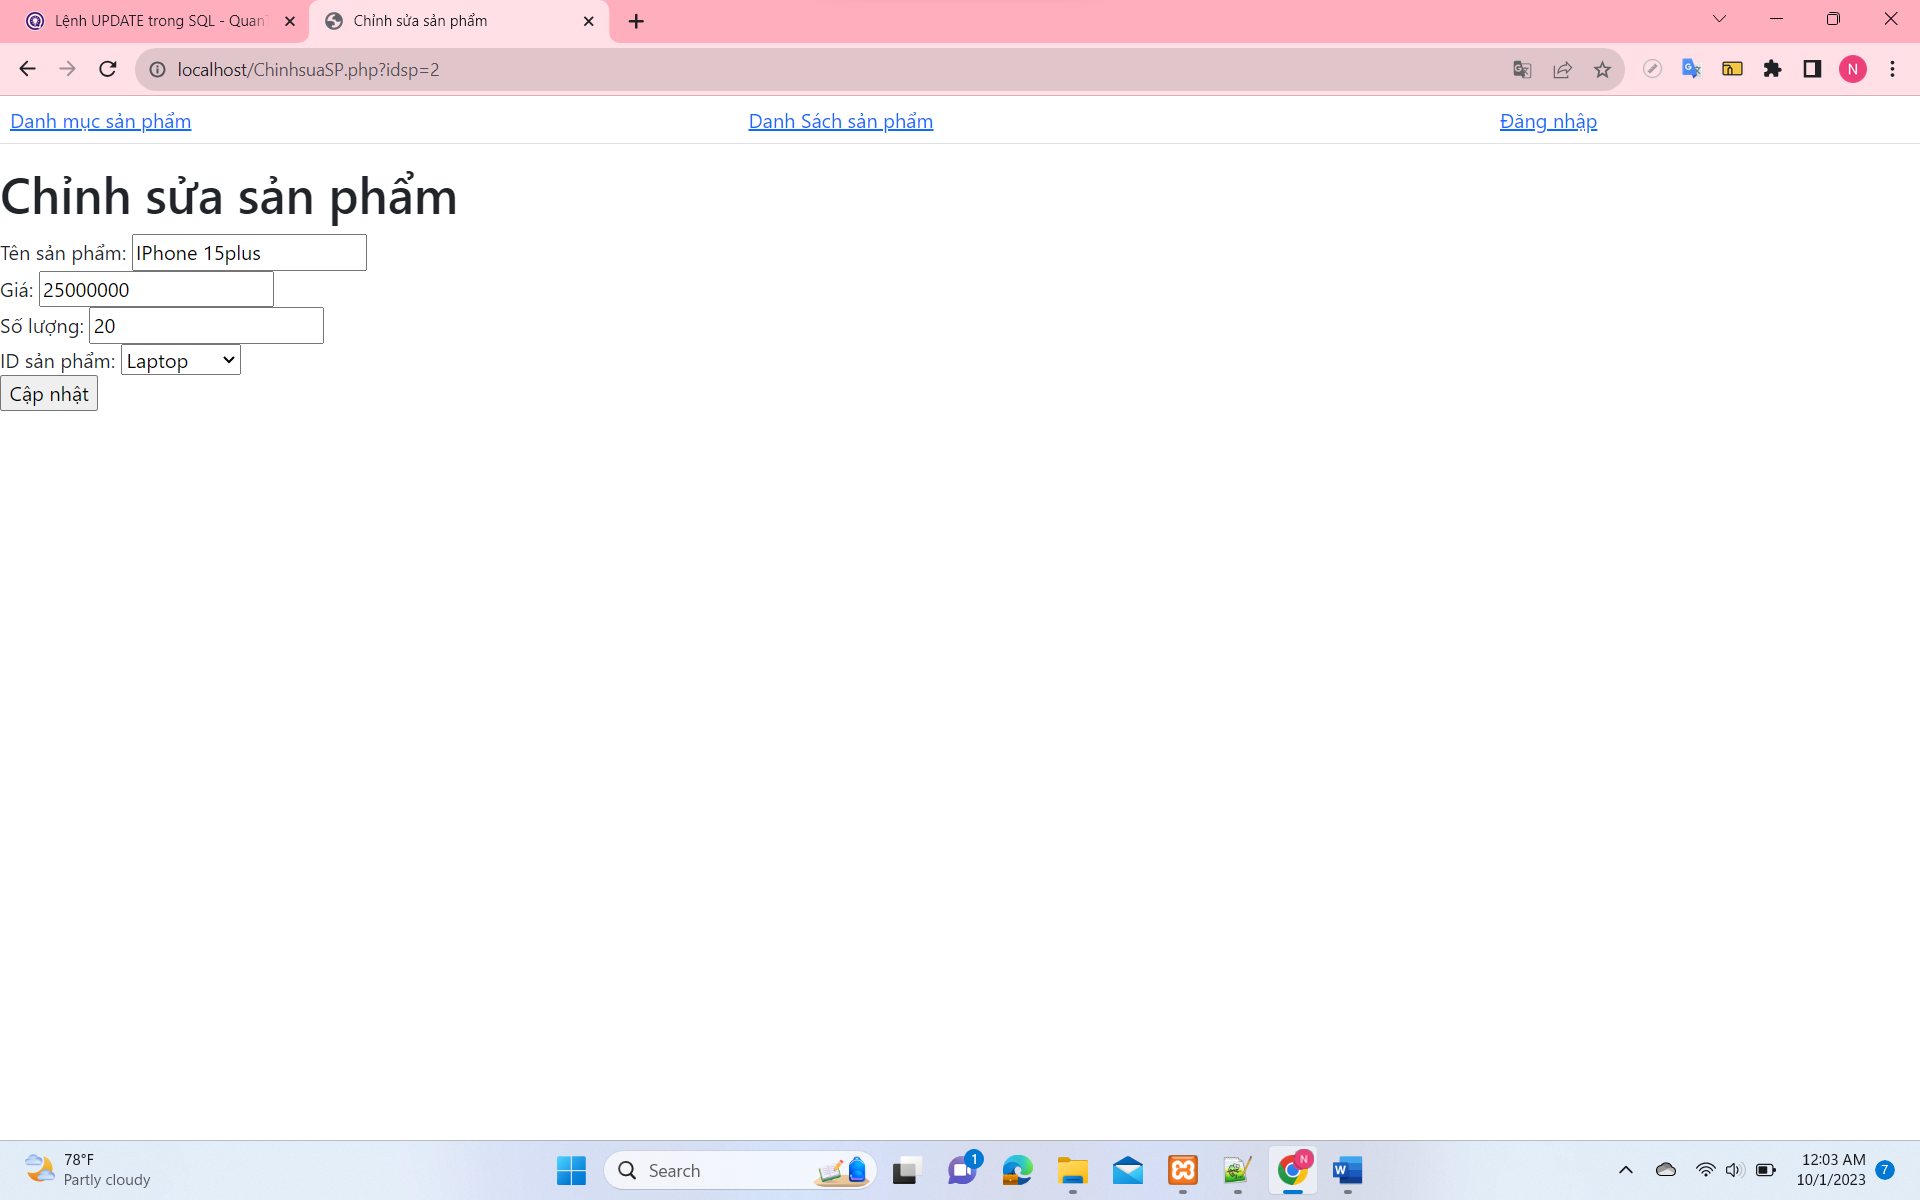 Lệnh UPDATE trong SQL - Quan
Chỉnh sửa sản phẩm
localhost/ChinhsuaSP.php?idsp=2
N
Danh mục sản phẩm
Danh Sách sản phẩm
Đăng nhập
Chỉnh sửa sản phẩm
Tên sản phẩm: IPhone 15plus
Giá: 25000000
Số lượng: 20
ID sản phẩm: Laptop
Cập nhật
78°F
Partly cloudy
Search
1
N
W
12:03 AM
10/1/2023
7